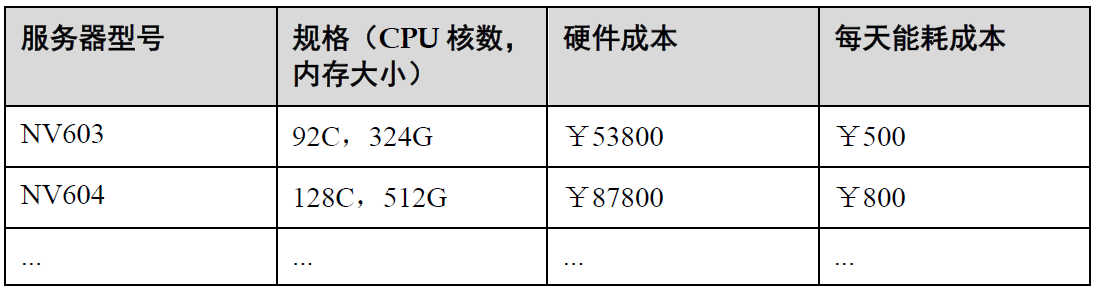 服务器型号 规格（CPU 核数， 硬件成本 每天能耗成本
内存大小）
NV603 92C，324G ￥53800 ￥500
NV604 128C，512G ￥87800 ￥800
... ... ... ...